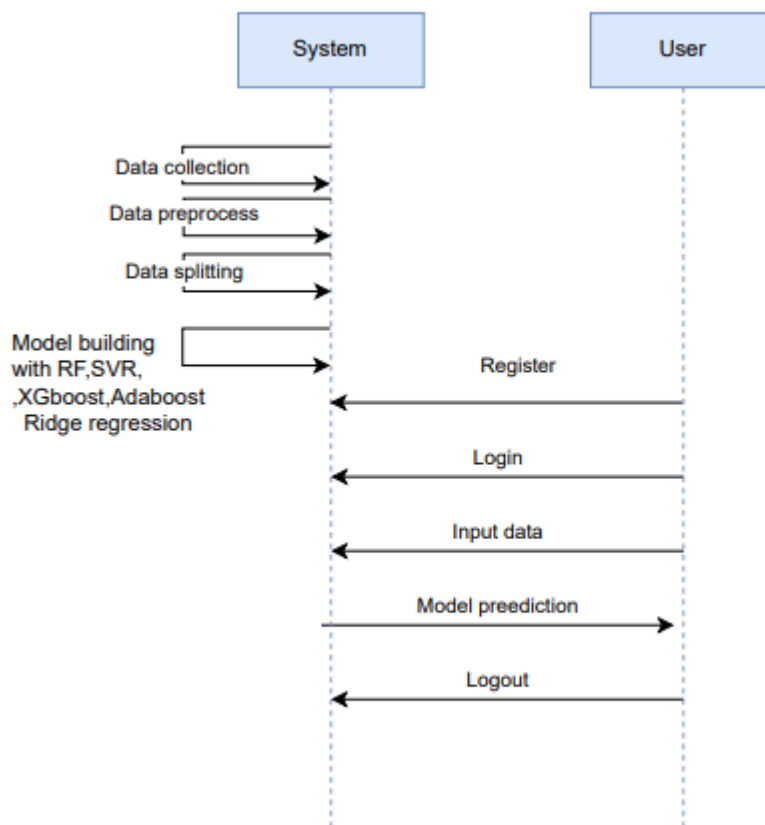 System
User
Data collection
Data preprocess
Data splitting
Model building
with RF,SVR,
,XGboost,Adaboost
Ridge regression
Register
Login
Input data
Model preediction
Logout